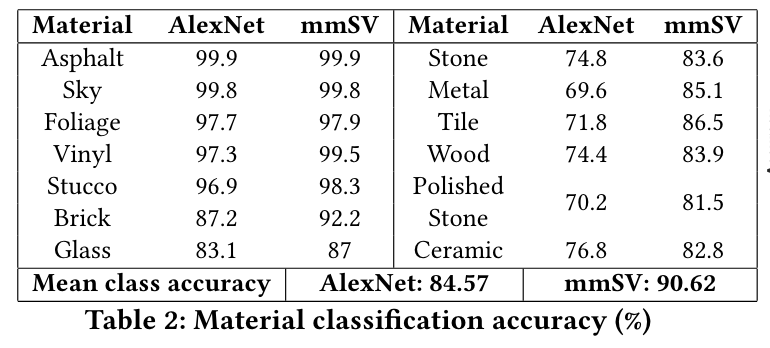 Material AlexNet mmSV Material AlexNet mmSV
Asphalt 99.9 99.9 Stone 74.8 83.6
Sky 99.8 99.8 Metal 69.6 85.1
Foliage 97.7 97.9 Tile 71.8 86.5
Vinyl 97.3 99.5 Wood 74.4 83.9
Stucco 96.9 98.3 Polished
Brick 87.2 92.2 Stone 70.2 81.5
Glass 83.1 87 Ceramic 76.8 82.8
Mean class accuracy AlexNet: 84.57 mmSV: 90.62
Table 2: Material classification accuracy (%)